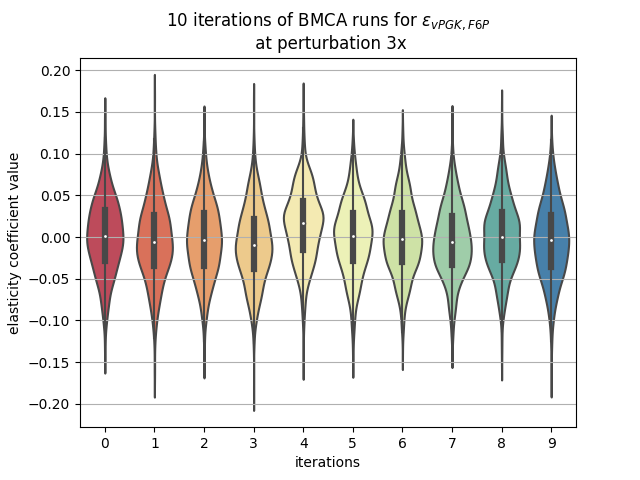 10 iterations of BMCA runs for ε_{vPGK, F6P}
at perturbation 3x
elasticity coefficient value
0.20
0.15
0.10
0.05
0.00
−0.05
−0.10
−0.15
−0.20
0 1 2 3 4 5 6 7 8 9
iterations